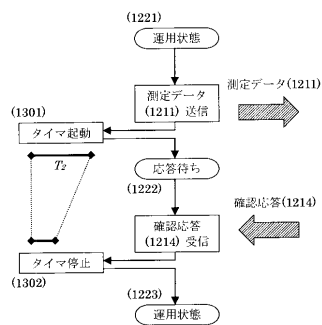 (1221)
運用状態
測定データ
(1211) 送信
測定データ(1211)
(1301)
タイマ起動
T2
応答待ち
(1222)
確認応答
(1214) 受信
確認応答(1214)
タイマ停止
(1302)
(1223)
運用状態